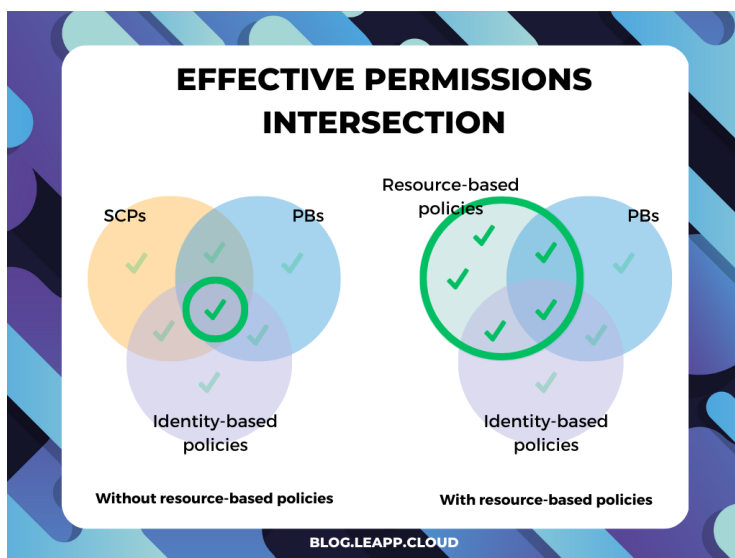 EFFECTIVE PERMISSIONS
INTERSECTION
SCPs
PBs
Identity-based
policies
Without resource-based policies
Resource-based
policies
PBs
Identity-based
policies
With resource-based policies
BLOG.LEAPP.CLOUD